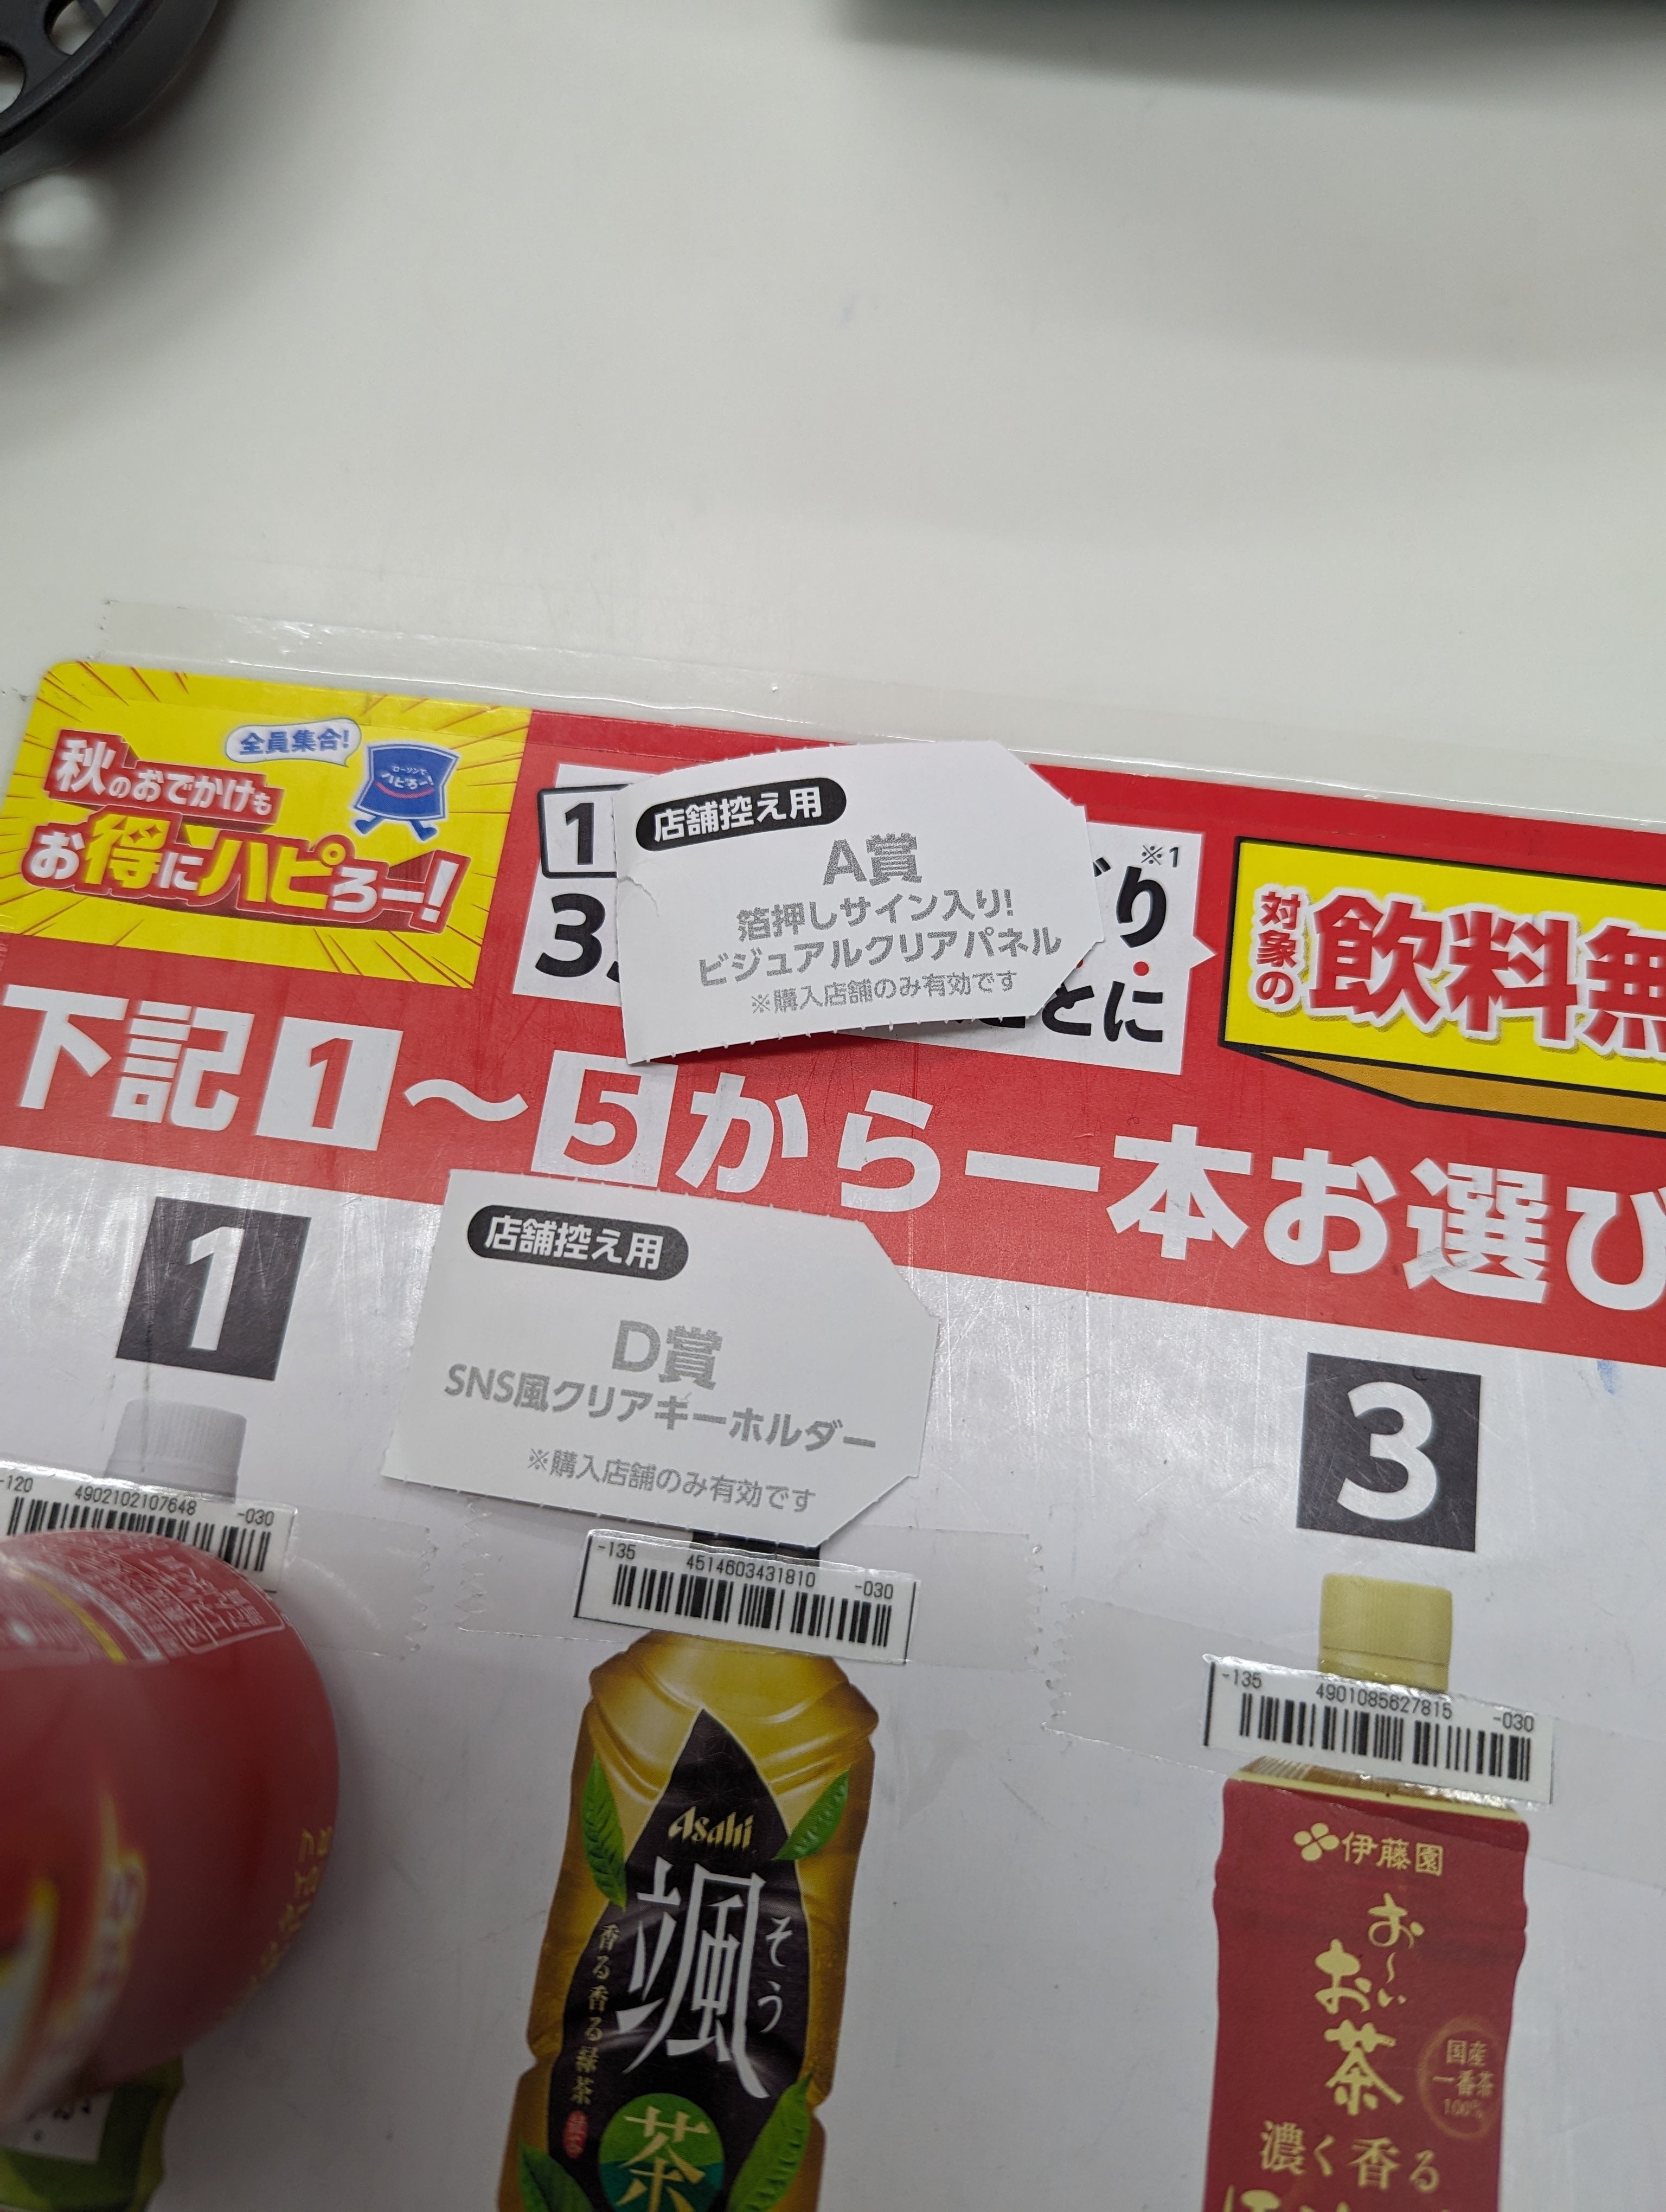 全員集合!
ローソンで
ハピろー!
秋のおでかけも
お得にハピろー!
1
3
店舗控え用
A賞
箔押しサイン入り!
ビジュアルクリアパネル
※購入店舗のみ有効です
※1
り
とに
対象の
飲料無
下記1～5から一本お選び
1
店舗控え用
D賞
SNS風クリアキーホルダー
※購入店舗のみ有効です
3
-120 4902102107648 -030
-135 4514603431810 -030
-135 4901085627815 -030
Asahi
颯
そう
香る香る緑茶
茶
伊藤園
お～いお茶
国産
一番茶
100%
濃く香る